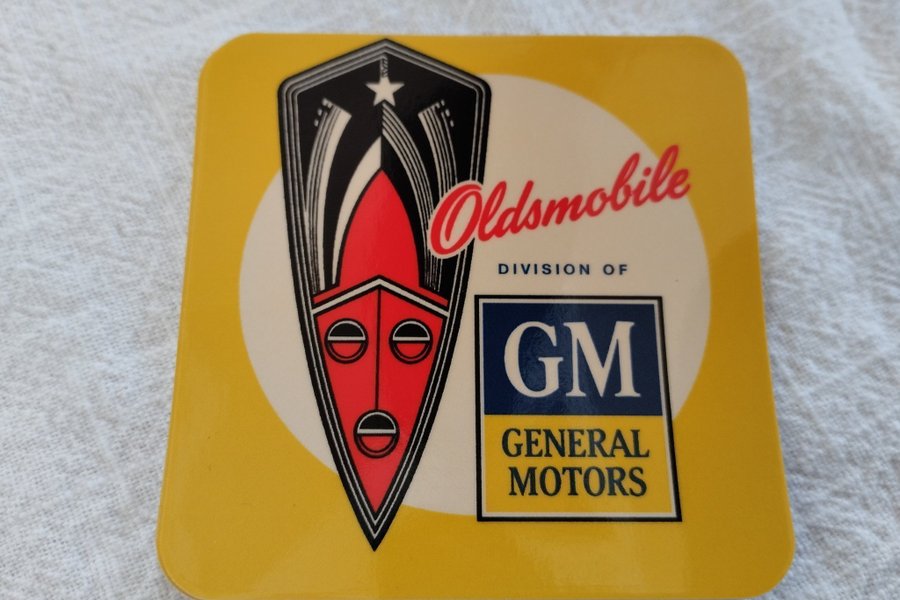 Oldsmobile
DIVISION OF
GM
GENERAL
MOTORS